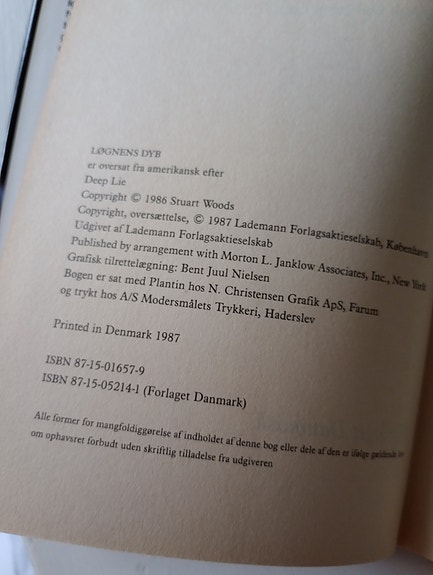 LØGNENS DYB
er oversat fra amerikansk efter
Deep Lie
Copyright © 1986 Stuart Woods
Copyright, oversættelse, © 1987 Lademann Forlagsaktieselskab, København
Udgivet af Lademann Forlagsaktieselskab
Published by arrangement with Morton L. Janklow Associates, Inc., New York
Grafisk tilrettelægning: Bent Juul Nielsen
Bogen er sat med Plantin hos N. Christensen Grafik ApS, Farum
og trykt hos A/S Modersmålets Trykkeri, Haderslev
Printed in Denmark 1987
ISBN 87-15-01657-9
ISBN 87-15-05214-1 (Forlaget Danmark)
Alle former for mangfoldiggørelse af indholdet af denne bog eller dele af den er ifølge gældende
om ophavsret forbudt uden skriftlig tilladelse fra udgiveren